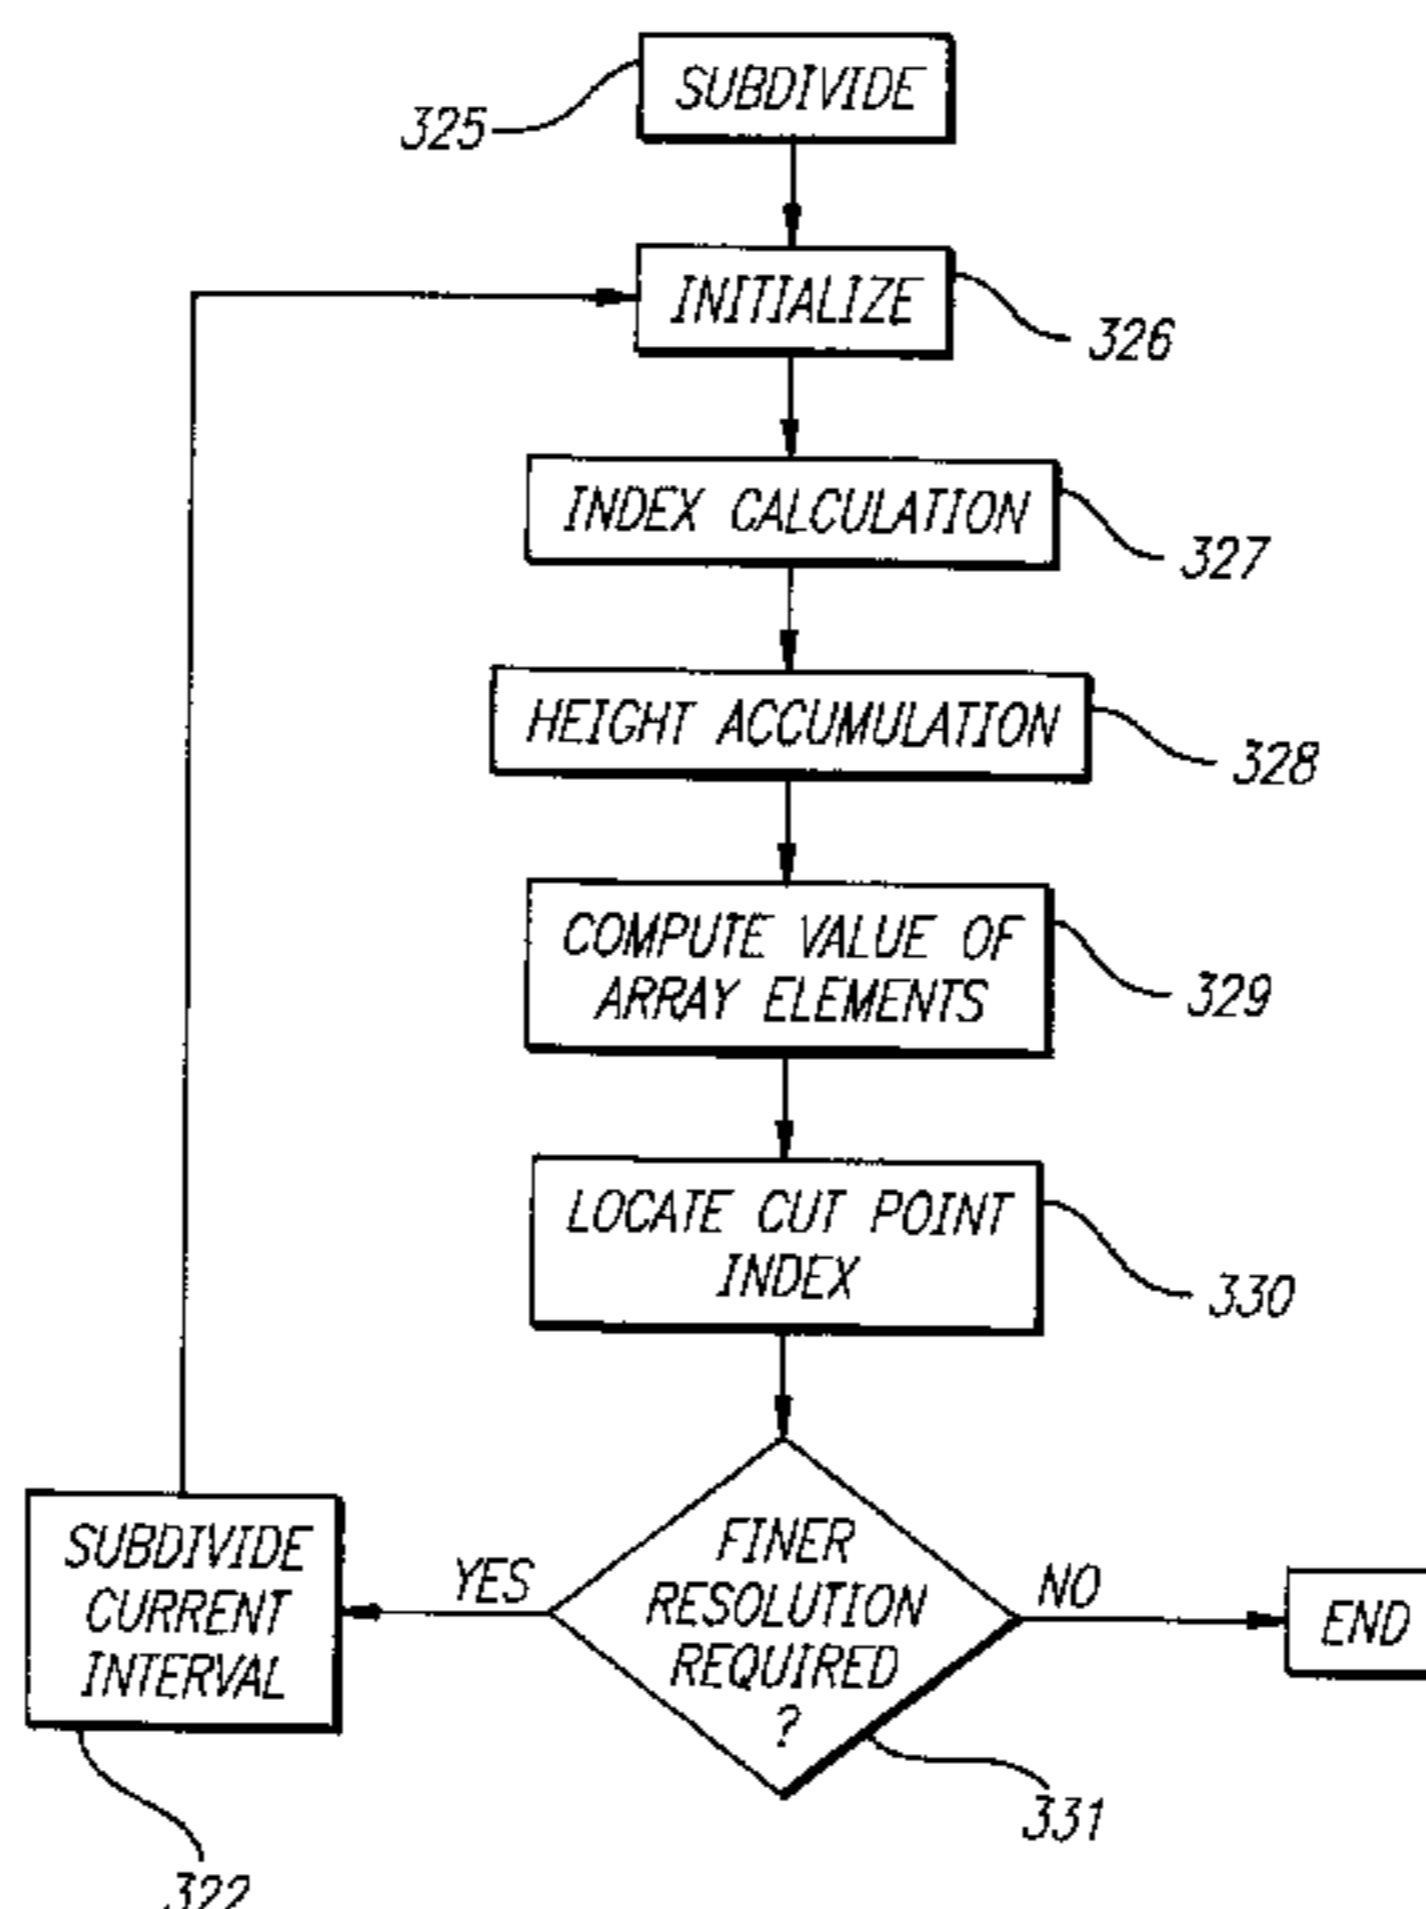 SUBDIVIDE
325
INITIALIZE
326
INDEX CALCULATION
327
HEIGHT ACCUMULATION
328
COMPUTE VALUE OF
ARRAY ELEMENTS
329
LOCATE CUT POINT
INDEX
330
SUBDIVIDE
CURRENT
INTERVAL
YES
FINER
RESOLUTION
REQUIRED
?
NO
END
331
322